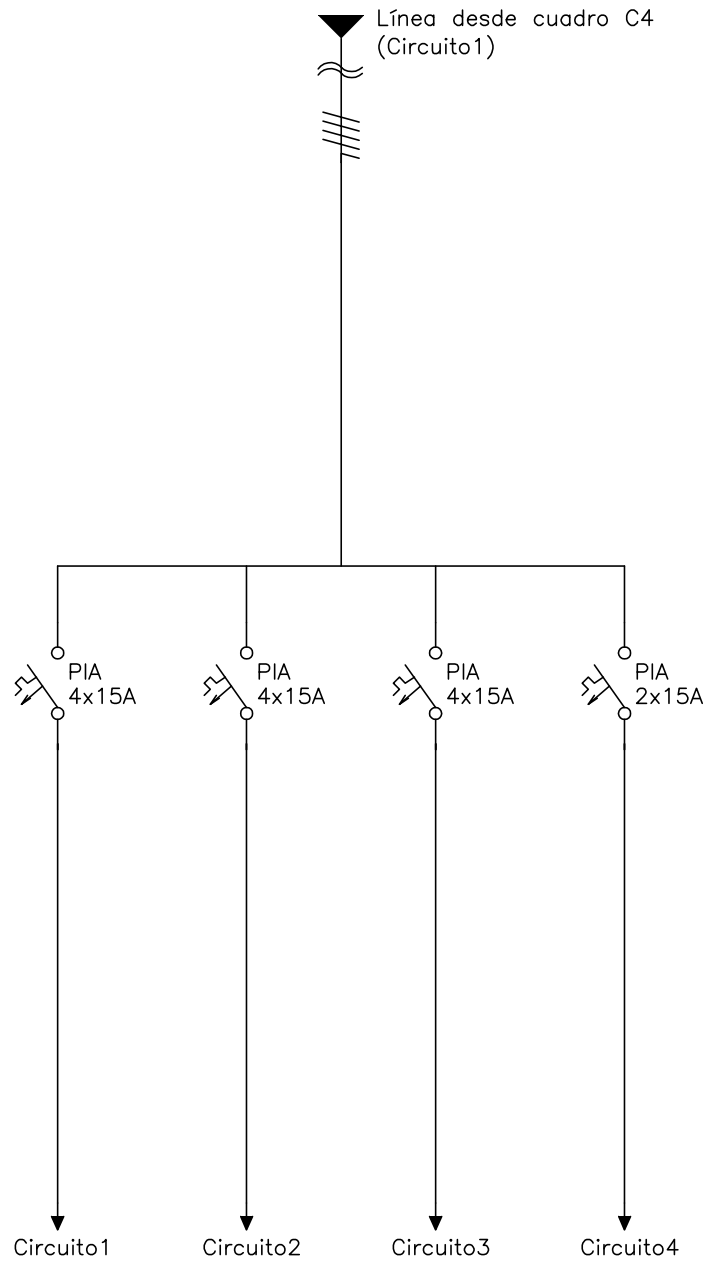 Línea desde cuadro C4
(Circuito1)
PIA
4x15A
PIA
4x15A
PIA
4x15A
PIA
2x15A
Circuito1
Circuito2
Circuito3
Circuito4